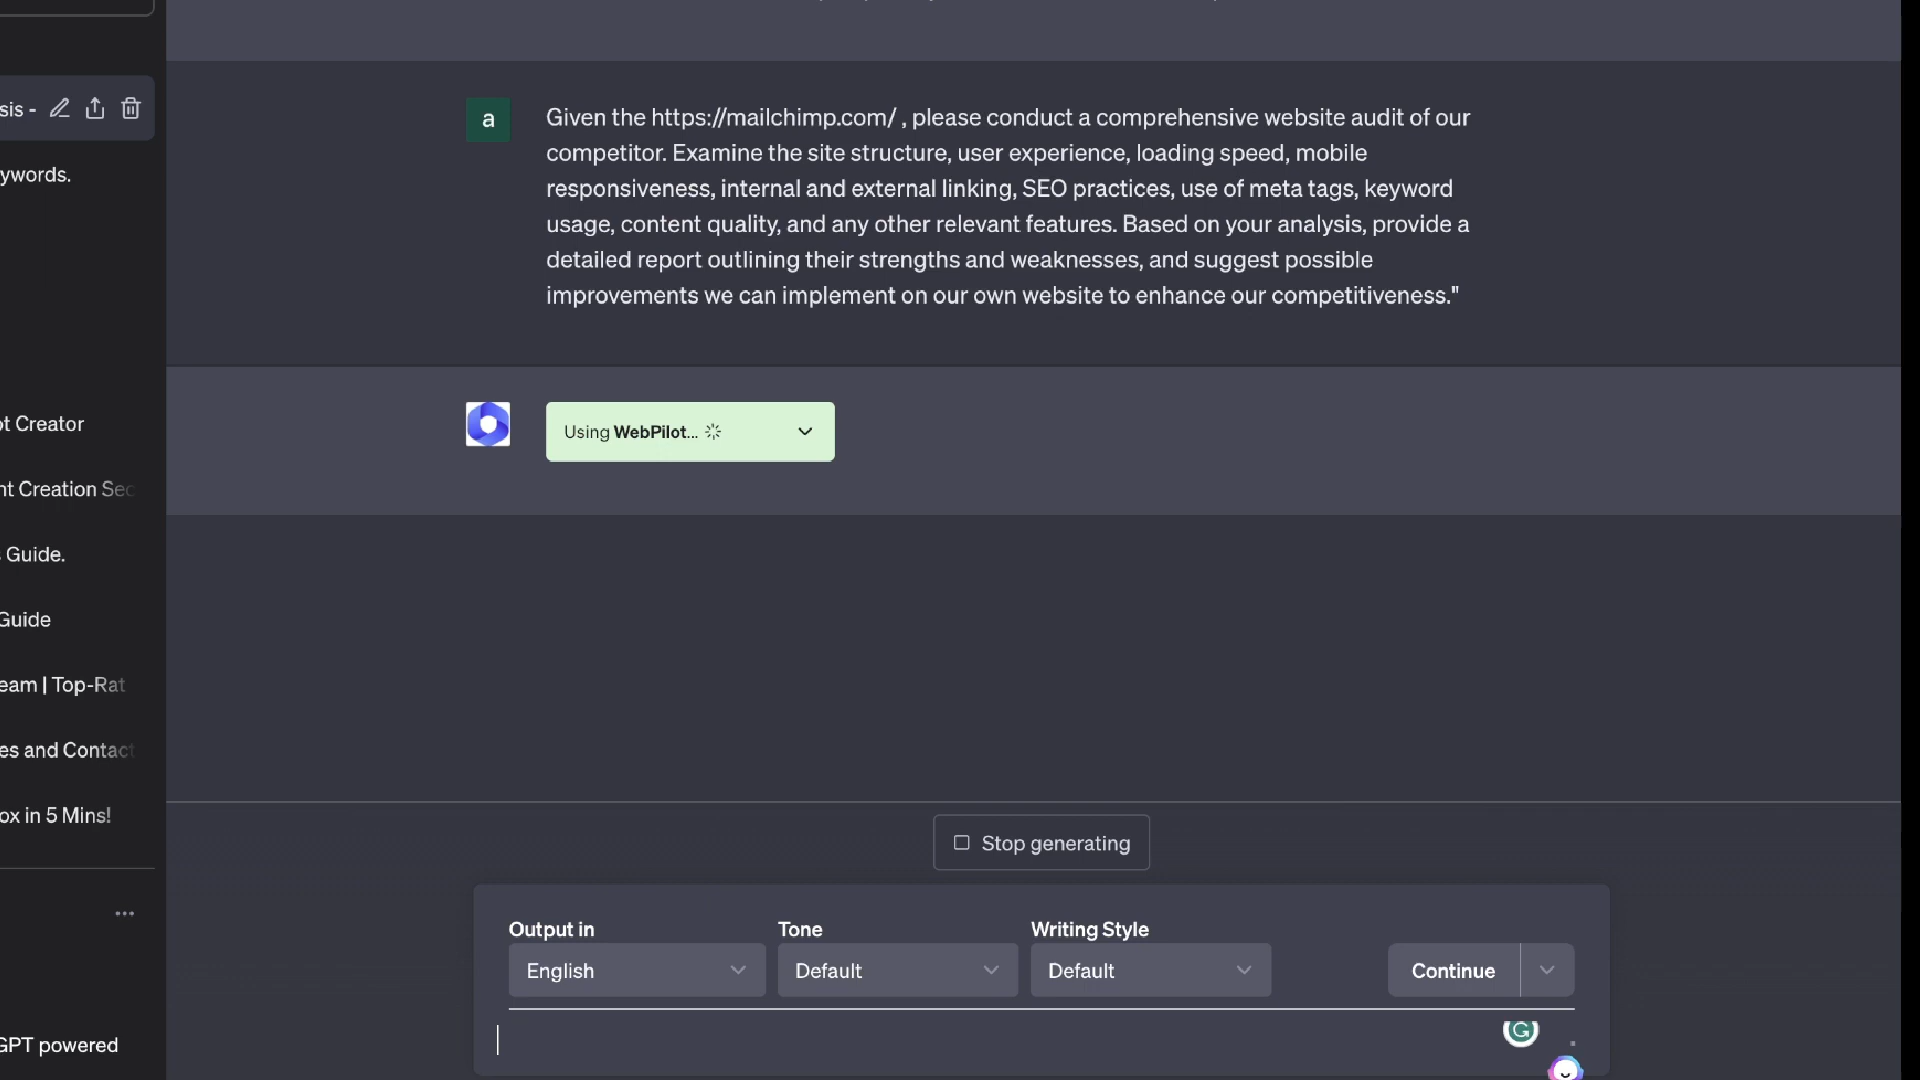 sis -
ywords.
t Creator
nt Creation Sec
s Guide.
Guide
eam | Top-Rat
es and Contact
ox in 5 Mins!
GPT powered
a
Given the https://mailchimp.com/ , please conduct a comprehensive website audit of our
competitor. Examine the site structure, user experience, loading speed, mobile
responsiveness, internal and external linking, SEO practices, use of meta tags, keyword
usage, content quality, and any other relevant features. Based on your analysis, provide a
detailed report outlining their strengths and weaknesses, and suggest possible
improvements we can implement on our own website to enhance our competitiveness."
Using WebPilot...
Stop generating
Output in
Tone
Writing Style
English
Default
Default
Continue